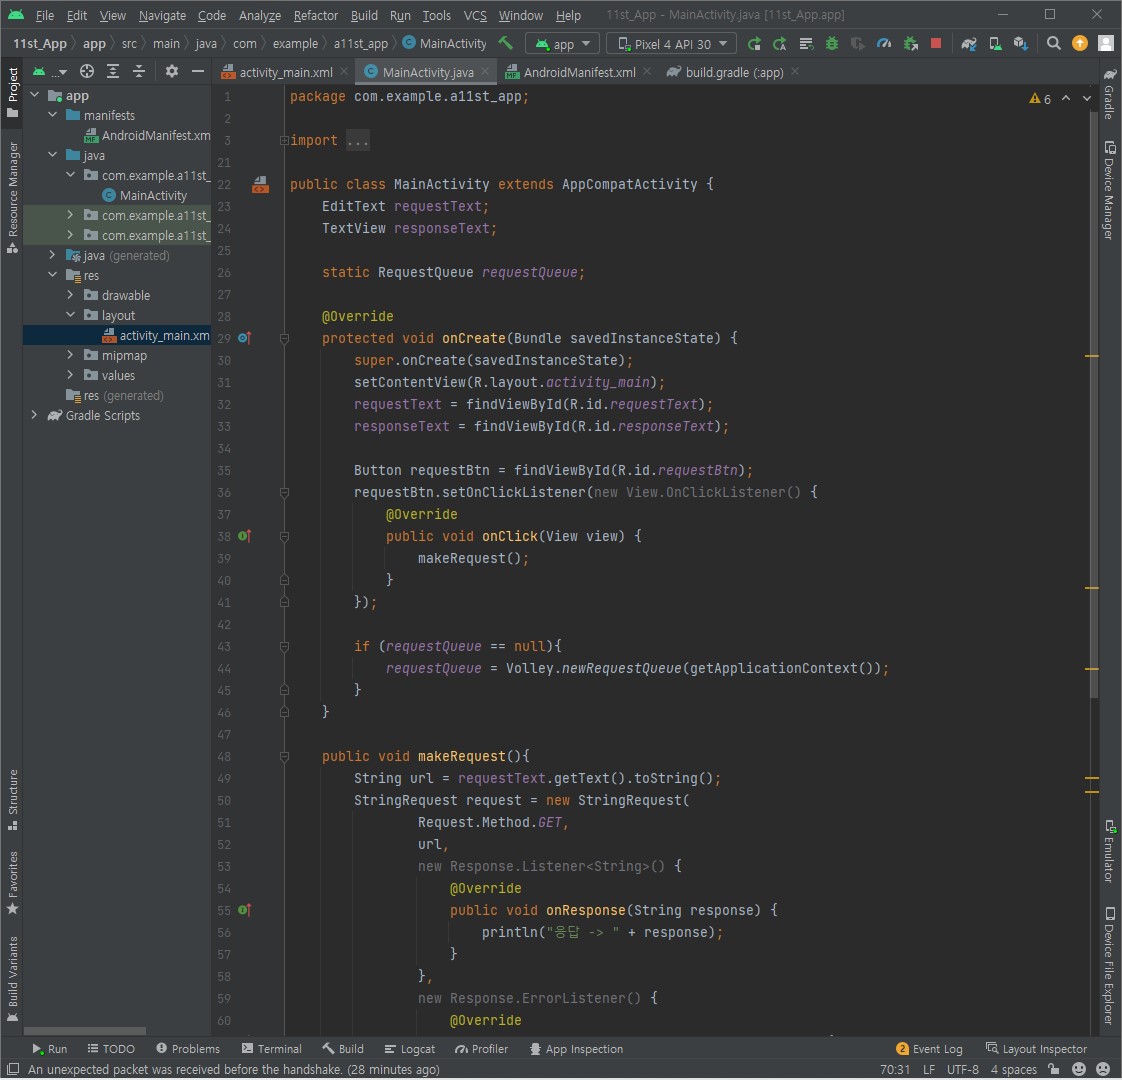 File Edit View Navigate Code Analyze Refactor Build Run Tools VCS Window Help 11st_App - MainActivity.java [11st_App.app]
11st_App app src main java com example a11st_app MainActivity app Pixel 4 API 30
Project
... activity_main.xml MainActivity.java AndroidManifest.xml build.gradle (:app)
app
manifests
AndroidManifest.xm
java
com.example.a11st_
MainActivity
com.example.a11st_
com.example.a11st_
java (generated)
res
drawable
layout
activity_main.xm
mipmap
values
res (generated)
Gradle Scripts
Resource Manager
Structure
Favorites
Build Variants
6
1 package com.example.a11st_app;
2
3 import ...
21
22 public class MainActivity extends AppCompatActivity {
23 EditText requestText;
24 TextView responseText;
25
26 static RequestQueue requestQueue;
27
28 @Override
29 protected void onCreate(Bundle savedInstanceState) {
30 super.onCreate(savedInstanceState);
31 setContentView(R.layout.activity_main);
32 requestText = findViewById(R.id.requestText);
33 responseText = findViewById(R.id.responseText);
34
35 Button requestBtn = findViewById(R.id.requestBtn);
36 requestBtn.setOnClickListener(new View.OnClickListener() {
37 @Override
38 public void onClick(View view) {
39 makeRequest();
40 }
41 });
42
43 if (requestQueue == null){
44 requestQueue = Volley.newRequestQueue(getApplicationContext());
45 }
46 }
47
48 public void makeRequest(){
49 String url = requestText.getText().toString();
50 StringRequest request = new StringRequest(
51 Request.Method.GET,
52 url,
53 new Response.Listener<String>() {
54 @Override
55 public void onResponse(String response) {
56 println("응답 -> " + response);
57 }
58 },
59 new Response.ErrorListener() {
60 @Override
Gradle
Device Manager
Emulator
Device File Explorer
Run TODO Problems Terminal Build Logcat Profiler App Inspection 2 Event Log Layout Inspector
An unexpected packet was received before the handshake. (28 minutes ago) 70:31 LF UTF-8 4 spaces